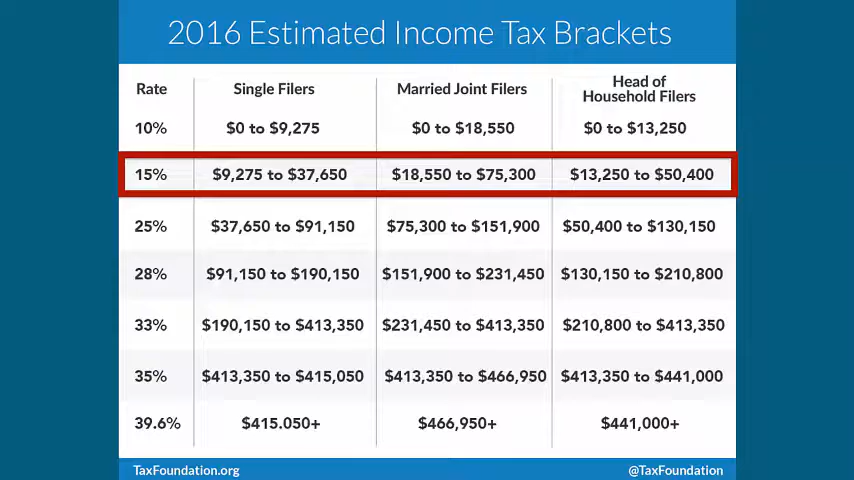 2016 Estimated Income Tax Brackets
Rate Single Filers Married Joint Filers Head of Household Filers
10% $0 to $9,275 $0 to $18,550 $0 to $13,250
15% $9,275 to $37,650 $18,550 to $75,300 $13,250 to $50,400
25% $37,650 to $91,150 $75,300 to $151,900 $50,400 to $130,150
28% $91,150 to $190,150 $151,900 to $231,450 $130,150 to $210,800
33% $190,150 to $413,350 $231,450 to $413,350 $210,800 to $413,350
35% $413,350 to $415,050 $413,350 to $466,950 $413,350 to $441,000
39.6% $415.050+ $466,950+ $441,000+
TaxFoundation.org @TaxFoundation